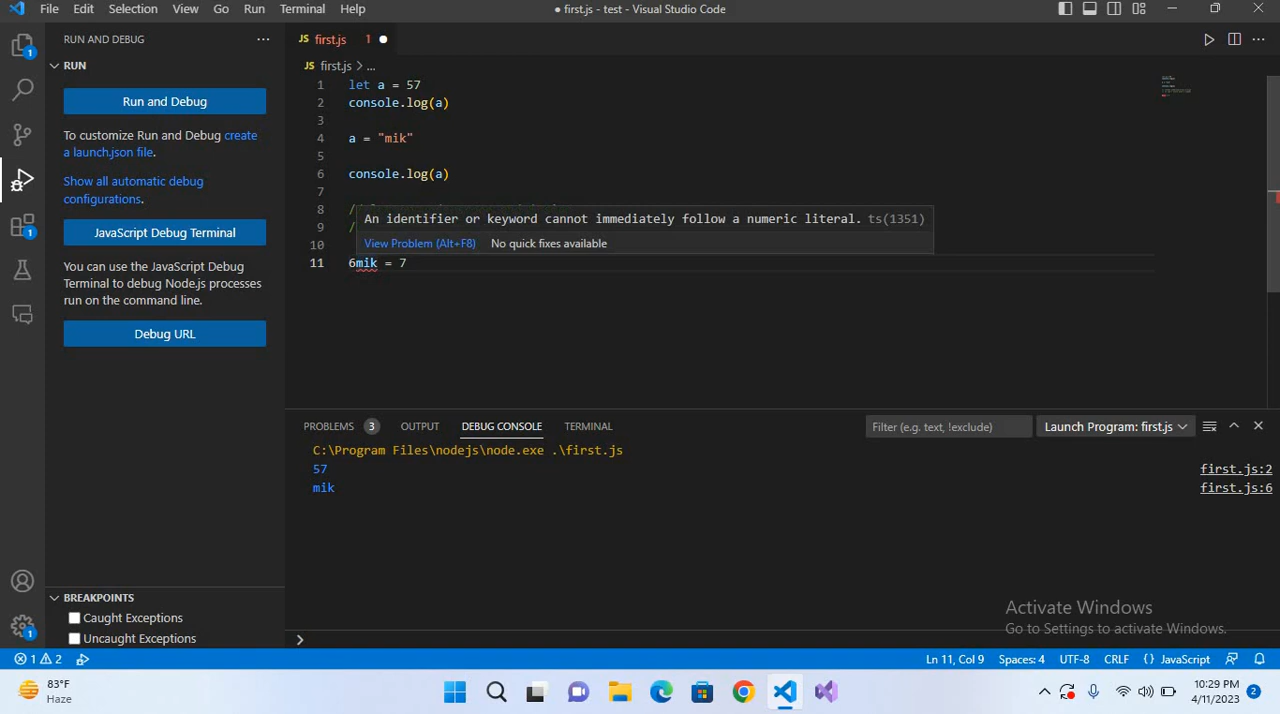 File Edit Selection View Go Run Terminal Help
● first.js - test - Visual Studio Code
RUN AND DEBUG
RUN
Run and Debug
To customize Run and Debug create
a launch.json file.
Show all automatic debug
configurations.
JavaScript Debug Terminal
You can use the JavaScript Debug
Terminal to debug Node.js processes
run on the command line.
Debug URL
BREAKPOINTS
Caught Exceptions
Uncaught Exceptions
1
1
1
JS first.js 1 ●
JS first.js > ...
1 let a = 57
2 console.log(a)
3
4 a = "mik"
5
6 console.log(a)
7
8 /
9 /
An identifier or keyword cannot immediately follow a numeric literal. ts(1351)
View Problem (Alt+F8) No quick fixes available
10
11 6mik = 7
PROBLEMS 3 OUTPUT DEBUG CONSOLE TERMINAL
Filter (e.g. text, !exclude) Launch Program: first.js
C:\Program Files\nodejs\node.exe .\first.js
57 first.js:2
mik first.js:6
Activate Windows
Go to Settings to activate Windows.
1 2 Ln 11, Col 9 Spaces: 4 UTF-8 CRLF {} JavaScript
83°F
Haze
10:29 PM
4/11/2023 2